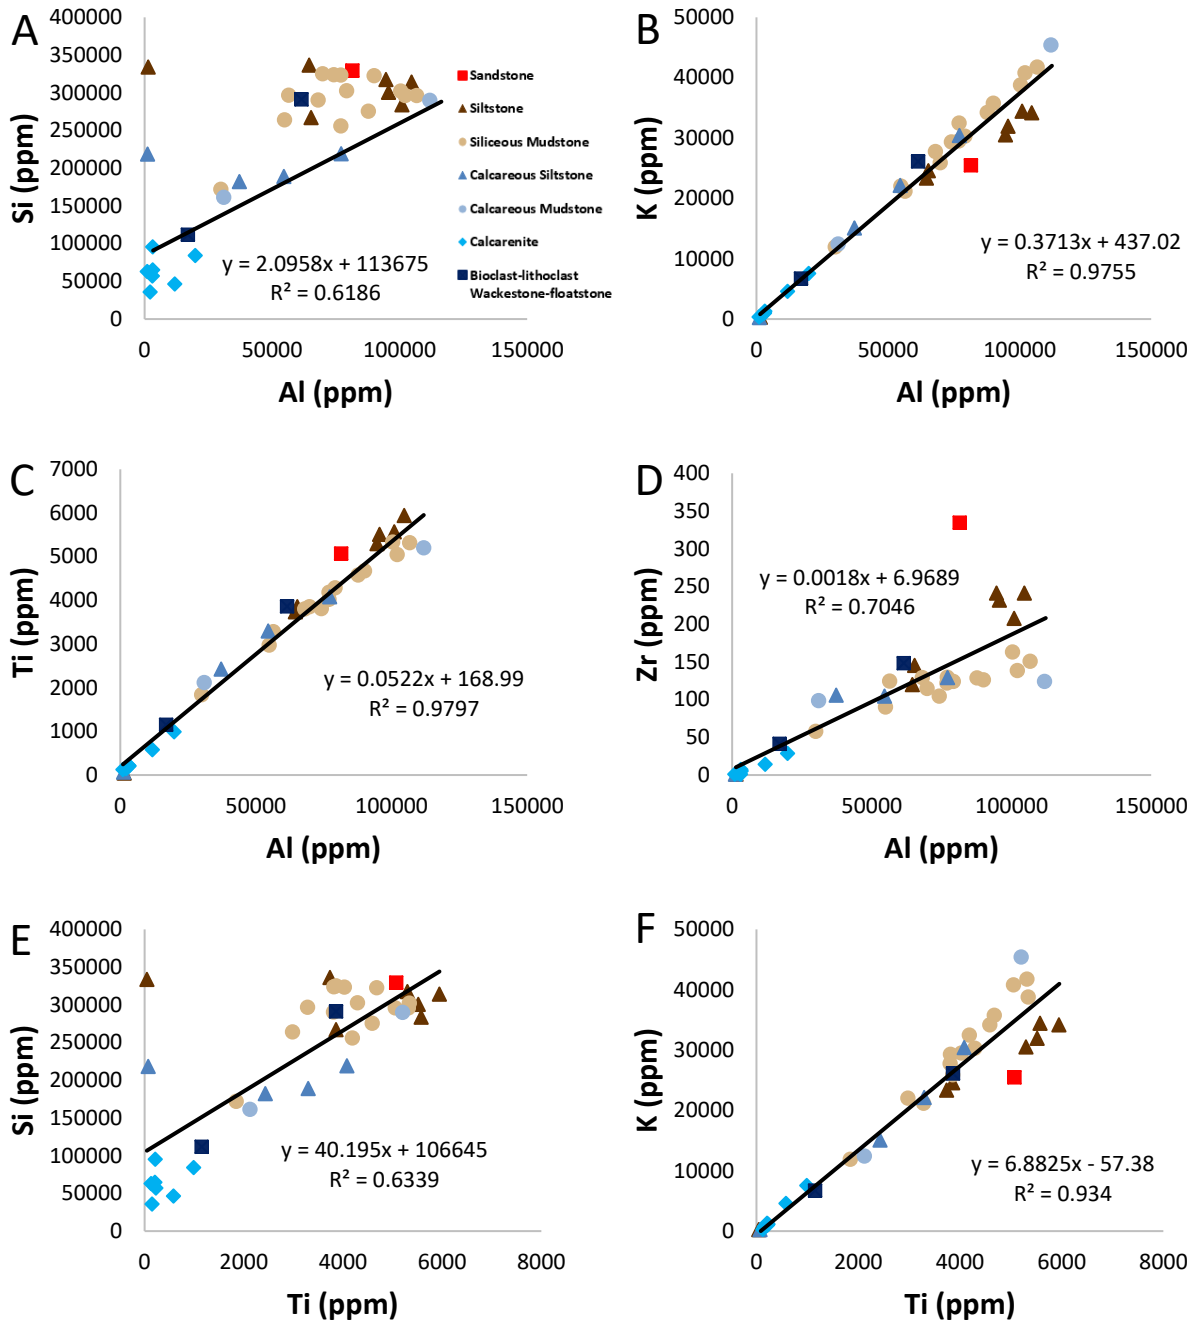 A
400000
350000
300000
250000
200000
150000
100000
50000
0
Si (ppm)
Sandstone
Siltstone
Siliceous Mudstone
Calcareous Siltstone
Calcareous Mudstone
Calcarenite
Bioclast-lithoclast
Wackestone-floatstone
y = 2.0958x + 113675
R² = 0.6186
0 50000 100000 150000
Al (ppm)
B
50000
40000
30000
20000
10000
0
K (ppm)
y = 0.3713x + 437.02
R² = 0.9755
0 50000 100000 150000
Al (ppm)
C
7000
6000
5000
4000
3000
2000
1000
0
Ti (ppm)
y = 0.0522x + 168.99
R² = 0.9797
0 50000 100000 150000
Al (ppm)
D
400
350
300
250
200
150
100
50
0
Zr (ppm)
y = 0.0018x + 6.9689
R² = 0.7046
0 50000 100000 150000
Al (ppm)
E
400000
350000
300000
250000
200000
150000
100000
50000
0
Si (ppm)
y = 40.195x + 106645
R² = 0.6339
0 2000 4000 6000 8000
Ti (ppm)
F
50000
40000
30000
20000
10000
0
K (ppm)
y = 6.8825x - 57.38
R² = 0.934
0 2000 4000 6000 8000
Ti (ppm)